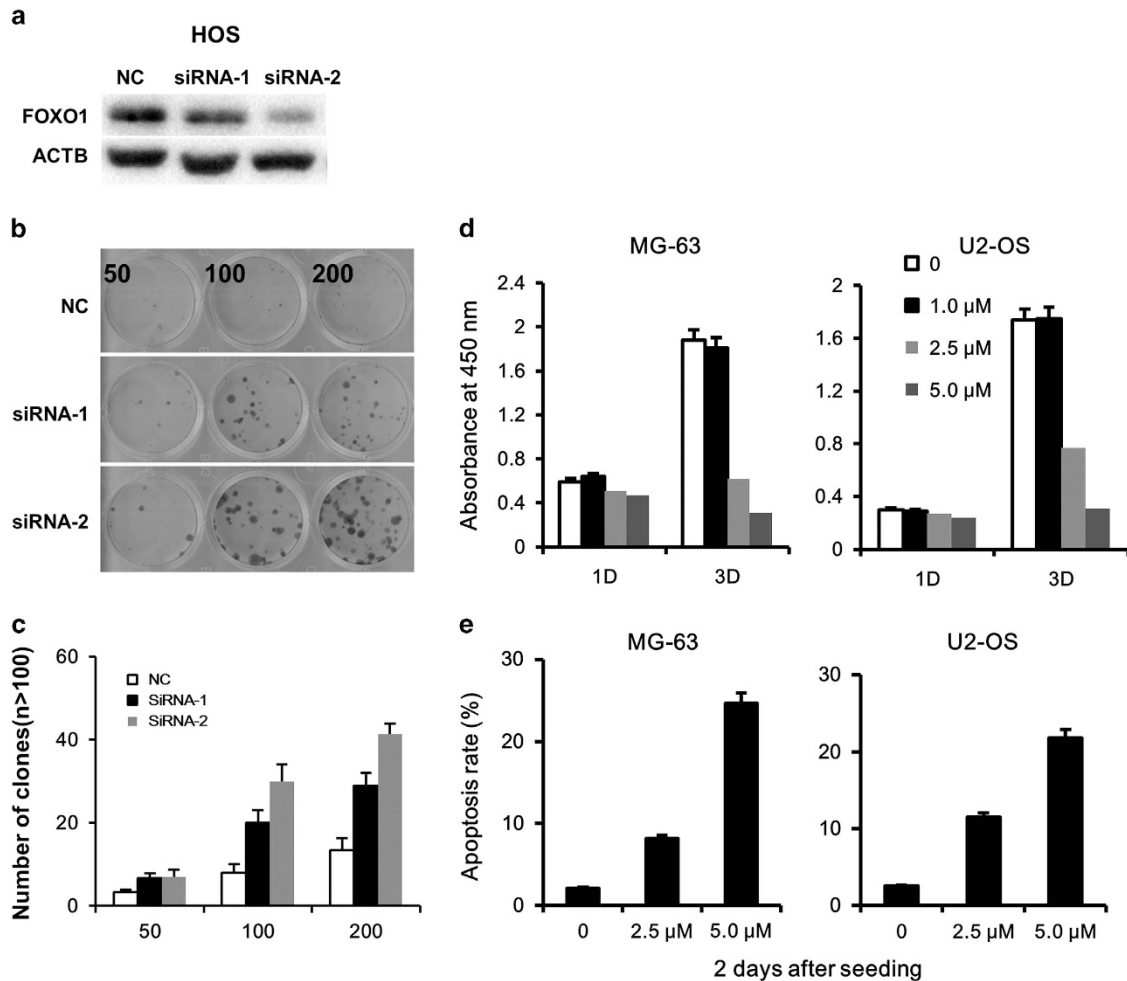 a
HOS
NC siRNA-1 siRNA-2
FOXO1
ACTB
b
50 100 200
NC
siRNA-1
siRNA-2
c
Number of clones(n>100)
60
40
20
0
NC
SiRNA-1
SiRNA-2
50 100 200
d
MG-63
Absorbance at 450 nm
2.8
2.4
2
1.6
1.2
0.8
0.4
0
1D 3D
U2-OS
0
1.0 µM
2.5 µM
5.0 µM
2
1.6
1.2
0.8
0.4
0
1D 3D
e
MG-63
Apoptosis rate (%)
30
20
10
0
0 2.5 µM 5.0 µM
U2-OS
30
20
10
0
0 2.5 µM 5.0 µM
2 days after seeding